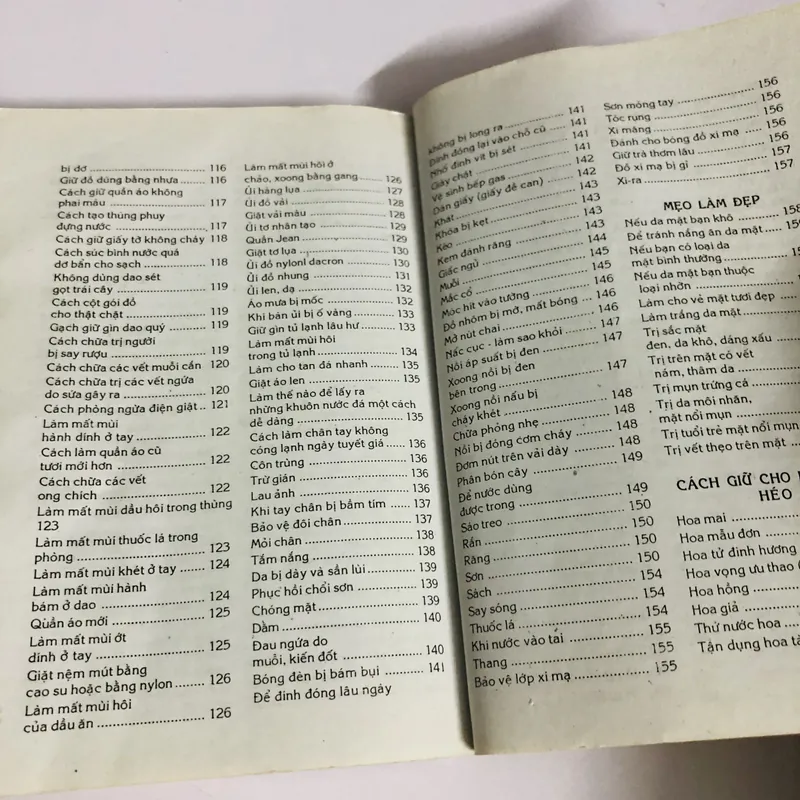 bị dơ ........ 116
Giữ đồ dùng bằng nhựa ........ 116
Cách giữ quần áo không
phai màu ........ 117
Cách tạo thùng phuy
đựng nước ........ 117
Cách giữ giấy tờ không cháy 118
Cách súc bình nước quá
dơ bẩn cho sạch ........ 118
Không dùng dao sét
gọt trái cây ........ 119
Cách cột gói đồ
cho thật chặt ........ 119
Gạch giữ gìn dao quý ........ 119
Cách chữa trị người
bị say rượu ........ 119
Cách chữa các vết muỗi cắn 120
Cách chữa trị các vết ngứa
do sứa gây ra ........ 120
Cách phòng ngừa điện giật .. 121
Làm mất mùi
hành dính ở tay ........ 122
Cách làm quần áo cũ
tươi mới hơn ........ 122
Cách chữa các vết
ong chích ........ 122
Làm mất mùi dầu hôi trong thùng
123
Làm mất mùi thuốc lá trong
phòng ........ 123
Làm mất mùi khét ở tay ...... 124
Làm mất mùi hành
bám ở dao ........ 124
Quần áo mới ........ 125
Làm mất mùi ớt
dính ở tay ........ 125
Giặt nệm mút bằng
cao su hoặc bằng nylon ....... 126
Làm mất mùi hôi
của dầu ăn ........ 126
Làm mất mùi hôi ở
chảo, xoong bằng gang ........ 126
Ủi hàng lụa ........ 127
Ủi đồ vải ........ 128
Giặt vải màu ........ 128
Ủi tơ nhân tạo ........ 129
Quần Jean ........ 129
Giặt tơ lụa ........ 130
Ủi đồ nylonl dacron ........ 130
Ủi đồ nhung ........ 131
Ủi len, dạ ........ 132
Áo mưa bị mốc ........ 132
Khi bàn ủi bị ố vàng ........ 133
Giữ gìn tủ lạnh lâu hư ........ 133
Làm mất mùi hôi
trong tủ lạnh ........ 134
Làm cho tan đá nhanh ........ 135
Giặt áo len ........ 135
Làm thế nào để lấy ra
những khuôn nước đá một cách
dễ dàng ........ 135
Cách làm chân tay không
cóng lạnh ngày tuyết giá ...... 136
Côn trùng ........ 136
Trừ gián ........ 136
Lau ảnh ........ 136
Khi tay chân bị bầm tím ...... 137
Bảo vệ đôi chân ........ 137
Mỏi chân ........ 138
Tắm nắng ........ 138
Da bị dày và sần lùi ........ 139
Phục hồi chổi sơn ........ 139
Chóng mặt ........ 139
Dằm ........ 140
Đau ngứa do
muỗi, kiến đốt ........ 140
Bóng đèn bị bám bụi ........ 141
Để đinh đóng lâu ngày
không bị long ra ........ 141
Đinh đóng lại vào chỗ cũ ........ 141
Nhổ đinh vít bị sét ........ 141
Giày chật ........ 141
Vệ sinh bếp gas ........ 142
Dán giấy (giấy đề can) ........ 142
Khát ........ 143
Khóa bị kẹt ........ 143
Kéo ........ 143
Kem đánh răng ........ 143
Giấc ngủ ........ 144
Muỗi ........ 145
Mắc cổ ........ 145
Móc hít vào tường ........ 146
Đồ nhôm bị mờ, mất bóng .... 146
Mở nút chai ........ 146
Nấc cục - làm sao khỏi ........ 147
Nồi áp suất bị đen
Xoong nồi bị đen
bên trong ........ 147
Xoong nồi nấu bị
cháy khét ........ 148
Chữa phỏng nhẹ ........ 148
Nồi bị đóng cơm cháy ........ 148
Đơm nút trên vải dày ........ 148
Phân bón cây ........ 149
Để nước dùng
được trong ........ 149
Sáo treo ........ 150
Rắn ........ 150
Răng ........ 150
Sơn ........ 150
Sách ........ 154
Say sóng ........ 154
Thuốc lá ........ 154
Khi nước vào tai ........ 155
Thang ........ 155
Bảo vệ lớp xi mạ ........ 155
Sơn móng tay ........ 156
Tóc rụng ........ 156
Xi măng ........ 156
Đánh cho bóng đồ xi mạ ........ 156
Giữ trà thơm lâu ........ 157
Đồ xi mạ bị gỉ ........ 157
Xi-ra ........ 157
MẸO LÀM ĐẸP
Nếu da mặt bạn khô ........ 158
Để tránh nắng ăn da mặt
Nếu bạn có loại da
mặt bình thường ........
Nếu da mặt bạn thuộc
loại nhờn ........
Làm cho vẻ mặt tươi đẹp ........
Làm trắng da mặt ........
Trị sắc mặt
đen, da khô, dáng xấu ........
Trị trên mặt có vết
nám, thâm da ........
Trị mụn trứng cá ........
Trị da môi nhăn,
mặt nổi mụn ........
Trị tuổi trẻ mặt nổi mụn
Trị vết thẹo trên mặt ........
CÁCH GIỮ CHO
HÉO
Hoa mai ........
Hoa mẫu đơn ........
Hoa tử đinh hương ........
Hoa vọng ưu thảo (
Hoa hồng ........
Hoa giả ........
Thử nước hoa ........
Tận dụng hoa